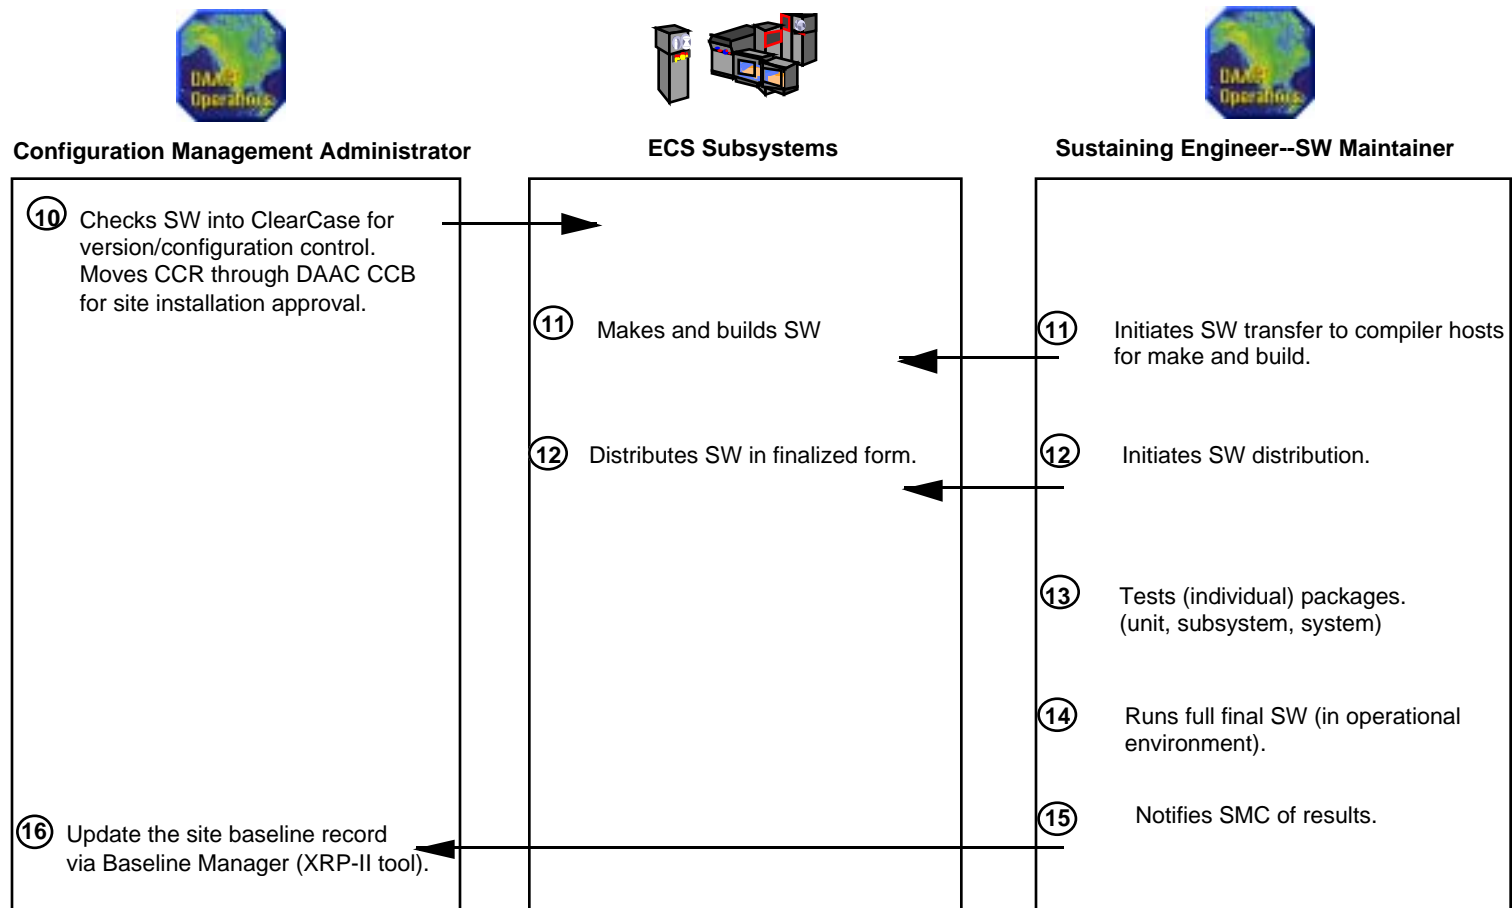 DAAC
Operations
DAAC
Operations
Configuration Management Administrator
ECS Subsystems
Sustaining Engineer--SW Maintainer
10 Checks SW into ClearCase for
version/configuration control.
Moves CCR through DAAC CCB
for site installation approval.
11 Makes and builds SW
11 Initiates SW transfer to compiler hosts
for make and build.
12 Distributes SW in finalized form.
12 Initiates SW distribution.
13 Tests (individual) packages.
(unit, subsystem, system)
14 Runs full final SW (in operational
environment).
15 Notifies SMC of results.
16 Update the site baseline record
via Baseline Manager (XRP-II tool).